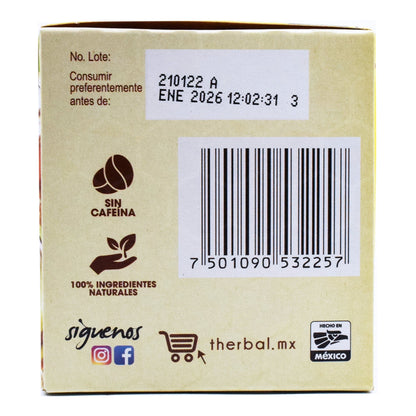 No. Lote:
Consumir
preferentemente
antes de:
210122 A
ENE 2026 12:02:31 3
SIN
CAFEÍNA
100% INGREDIENTES
NATURALES
7 501090 532257
síguenos
therbal.mx
HECHO EN
MÉXICO